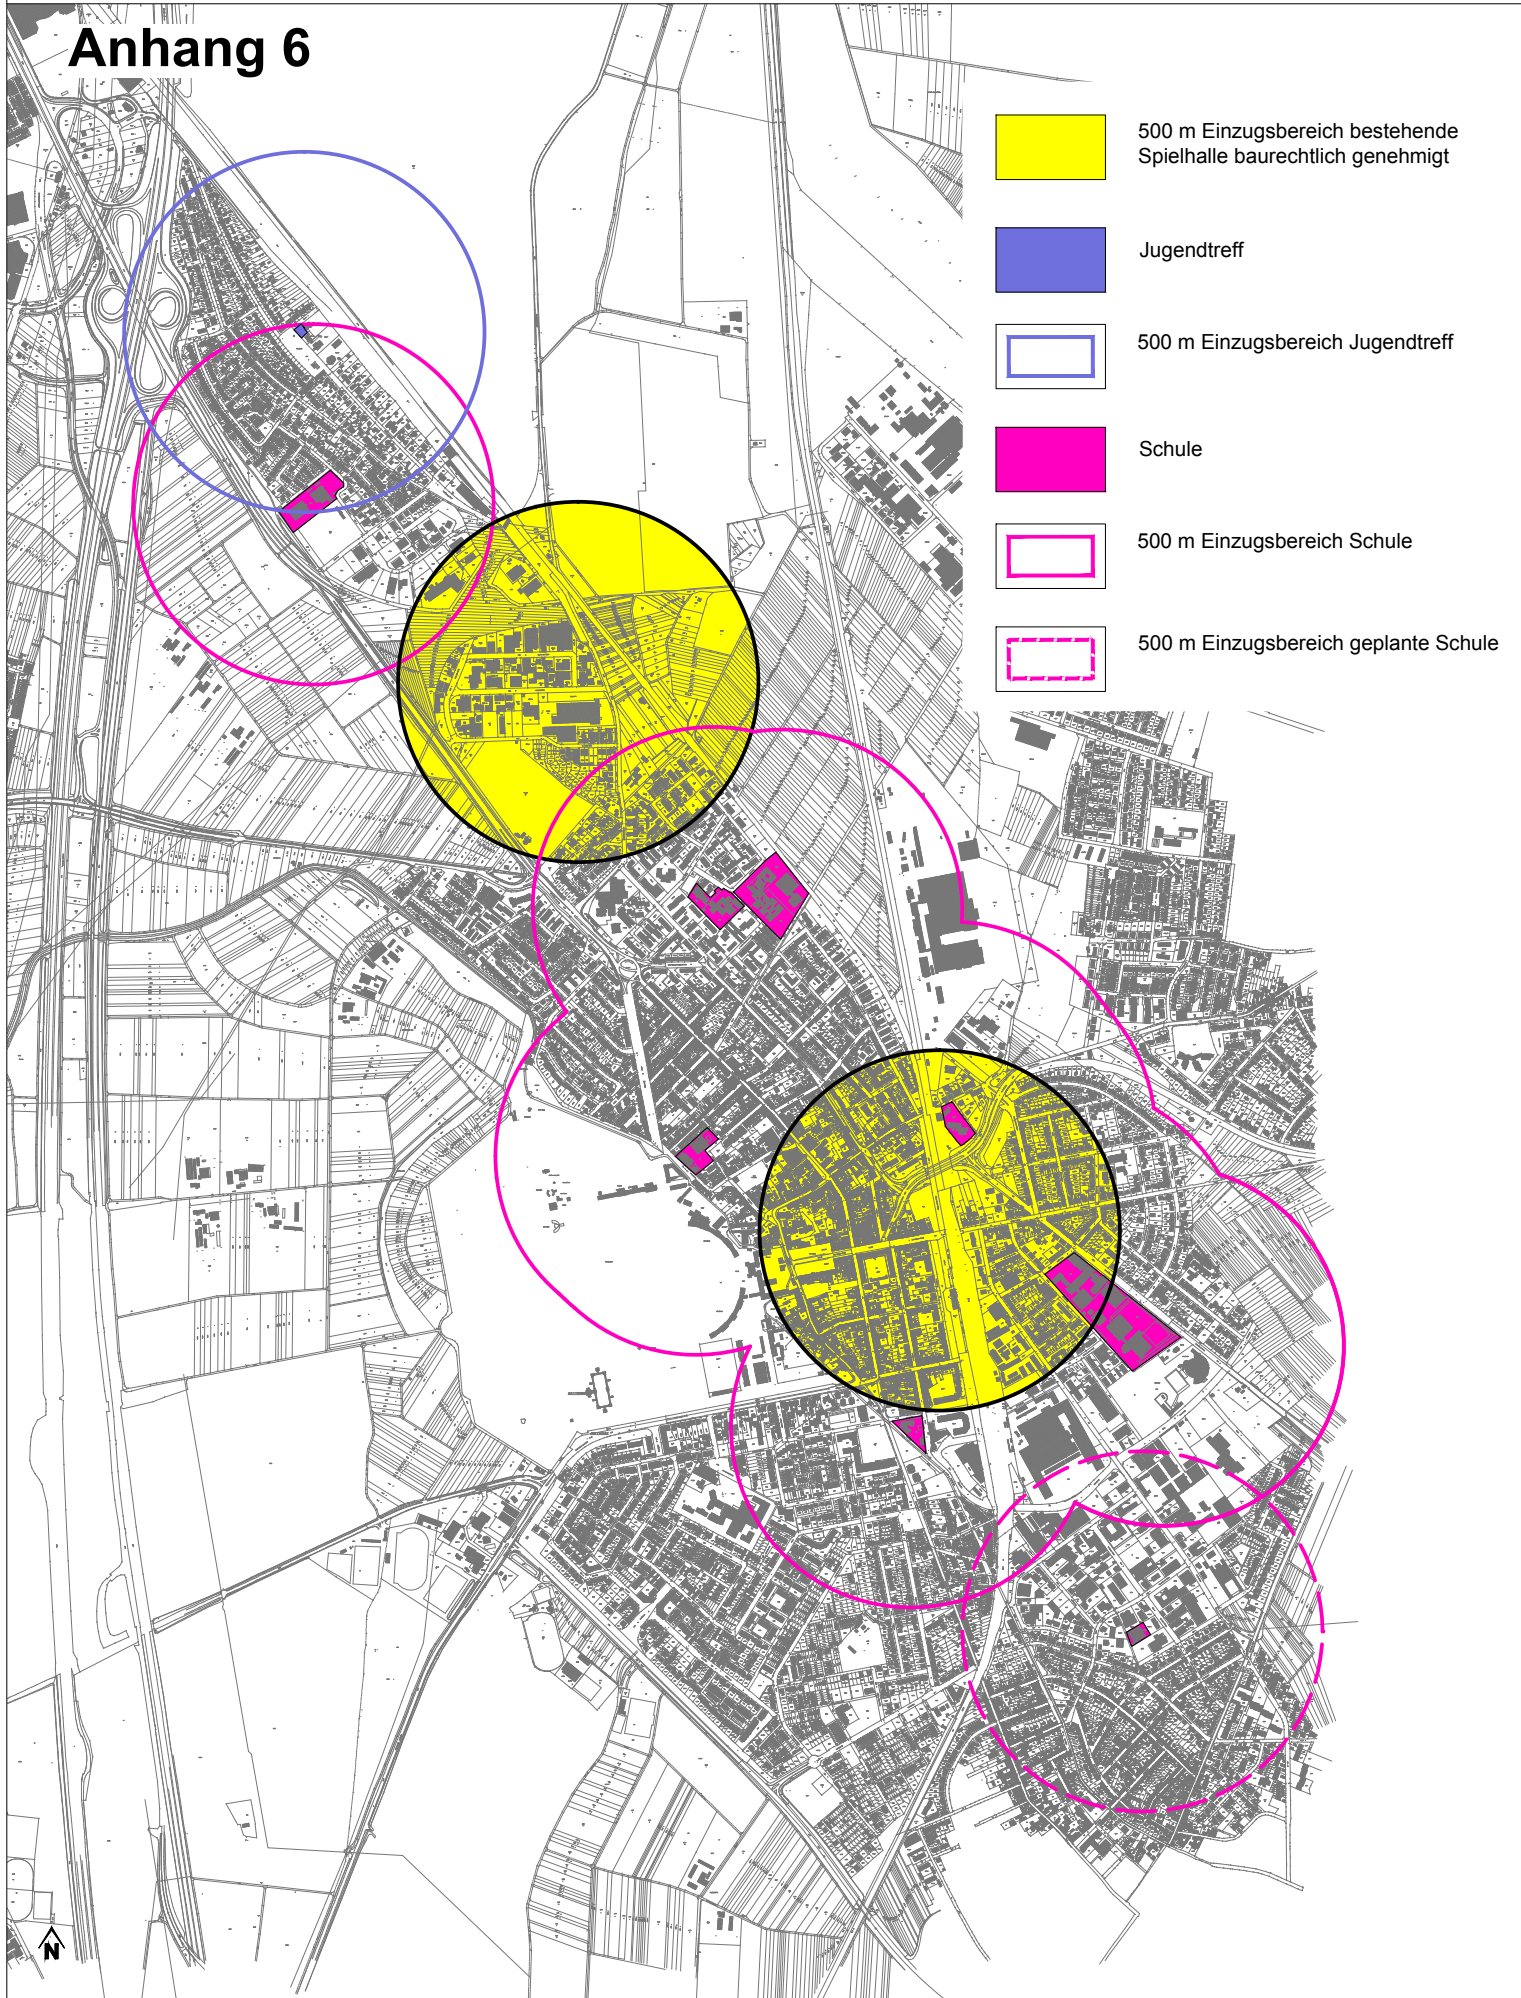 Anhang 6
500 m Einzugsbereich bestehende
Spielhalle baurechtlich genehmigt
Jugendtreff
500 m Einzugsbereich Jugendtreff
Schule
500 m Einzugsbereich Schule
500 m Einzugsbereich geplante Schule
N